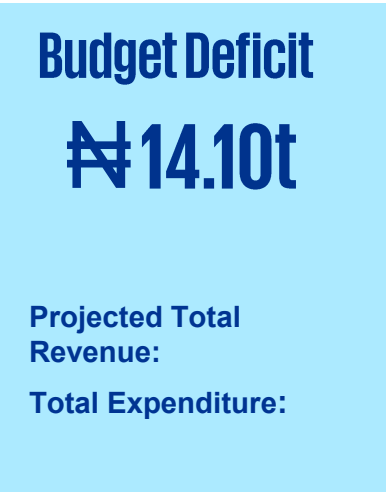 Budget Deficit
₦14.10t
Projected Total
Revenue:
Total Expenditure: